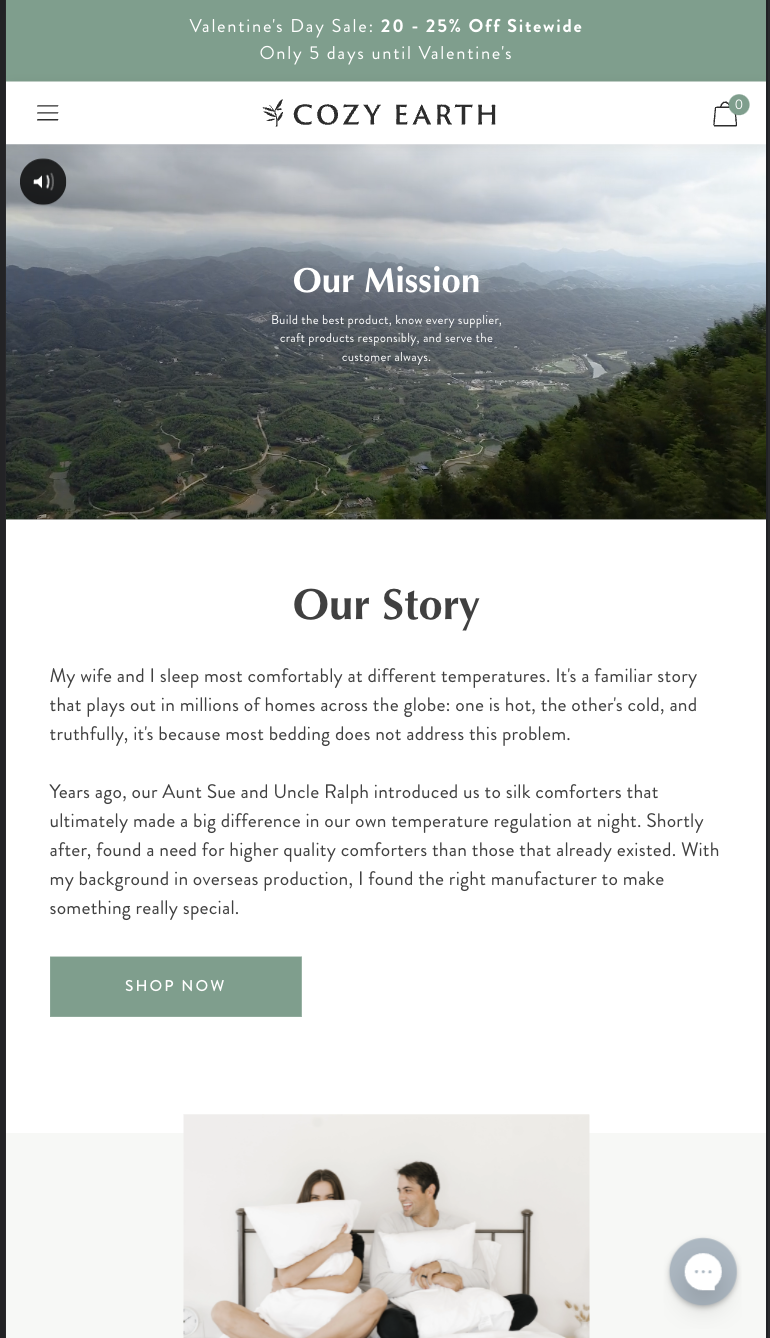 Valentine's Day Sale: 20 - 25% Off Sitewide
Only 5 days until Valentine's
COZY EARTH
0
Our Mission
Build the best product, know every supplier,
craft products responsibly, and serve the
customer always.
Our Story
My wife and I sleep most comfortably at different temperatures. It's a familiar story
that plays out in millions of homes across the globe: one is hot, the other's cold, and
truthfully, it's because most bedding does not address this problem.
Years ago, our Aunt Sue and Uncle Ralph introduced us to silk comforters that
ultimately made a big difference in our own temperature regulation at night. Shortly
after, found a need for higher quality comforters than those that already existed. With
my background in overseas production, I found the right manufacturer to make
something really special.
SHOP NOW